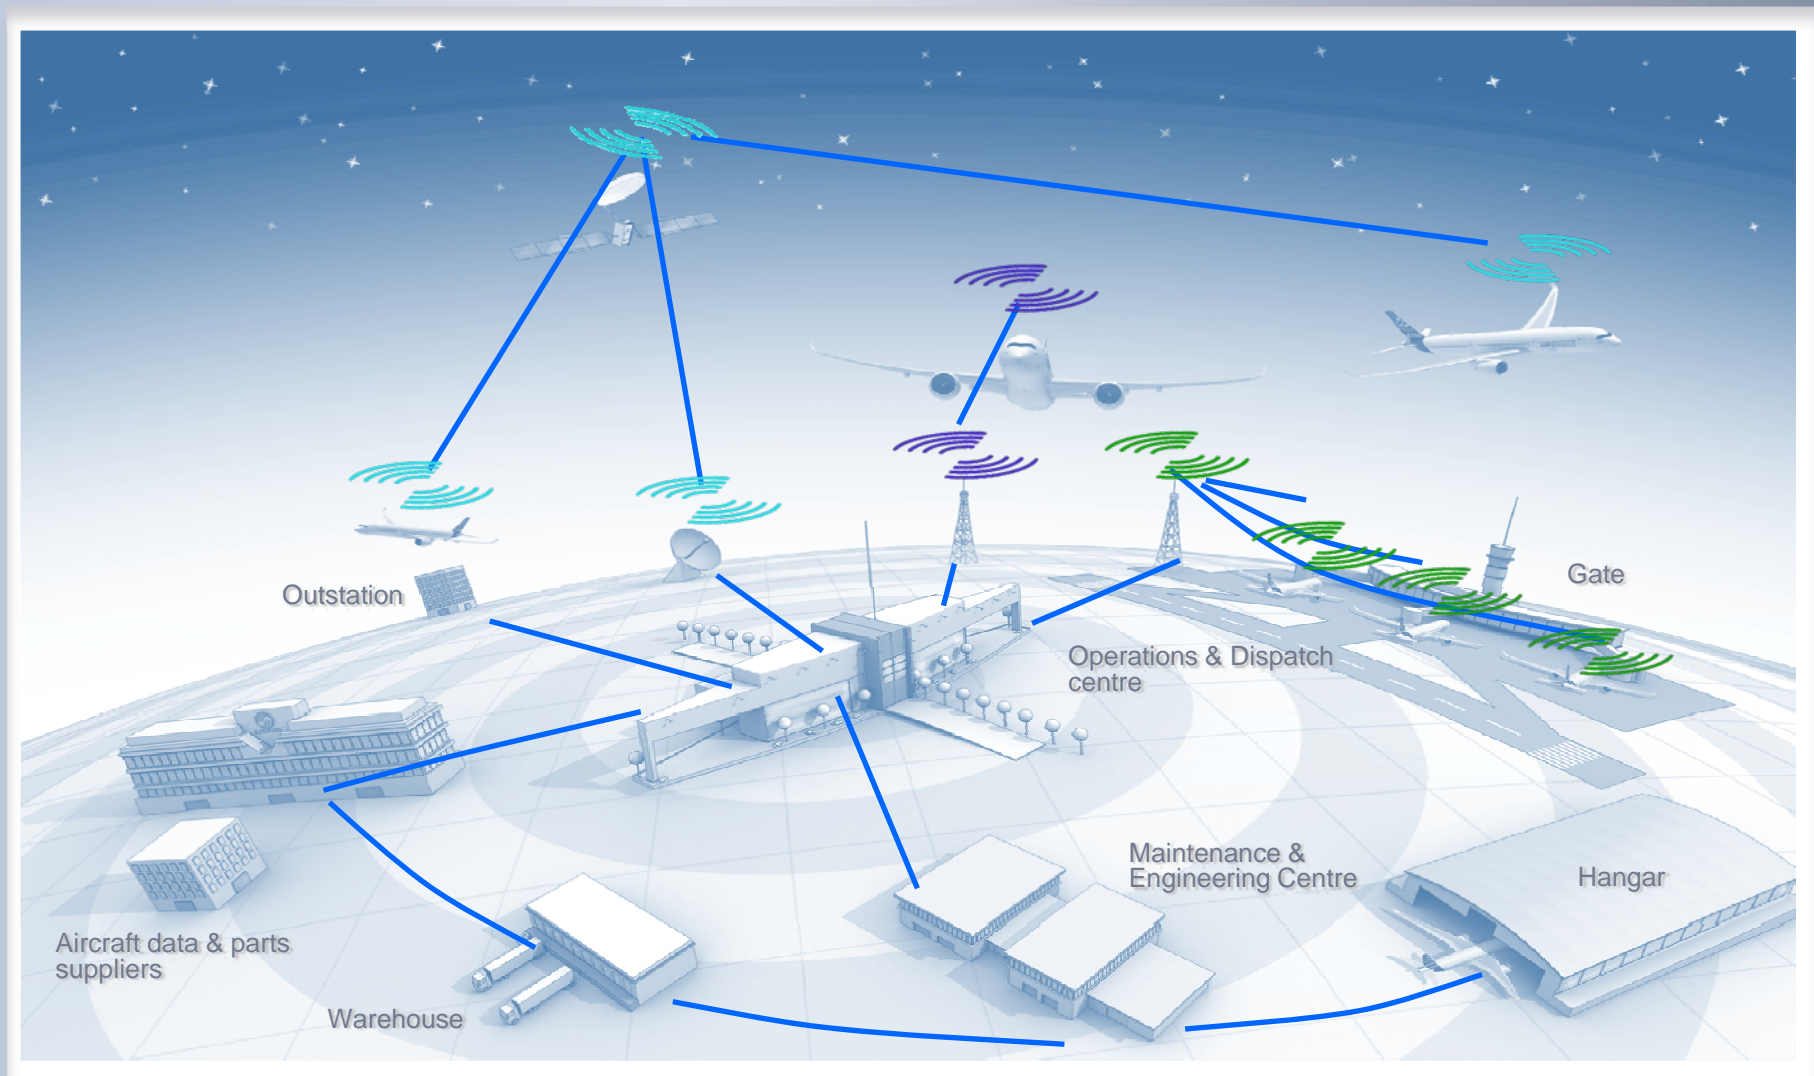 Outstation
Gate
Operations & Dispatch
centre
Maintenance &
Engineering Centre
Hangar
Aircraft data & parts
suppliers
Warehouse